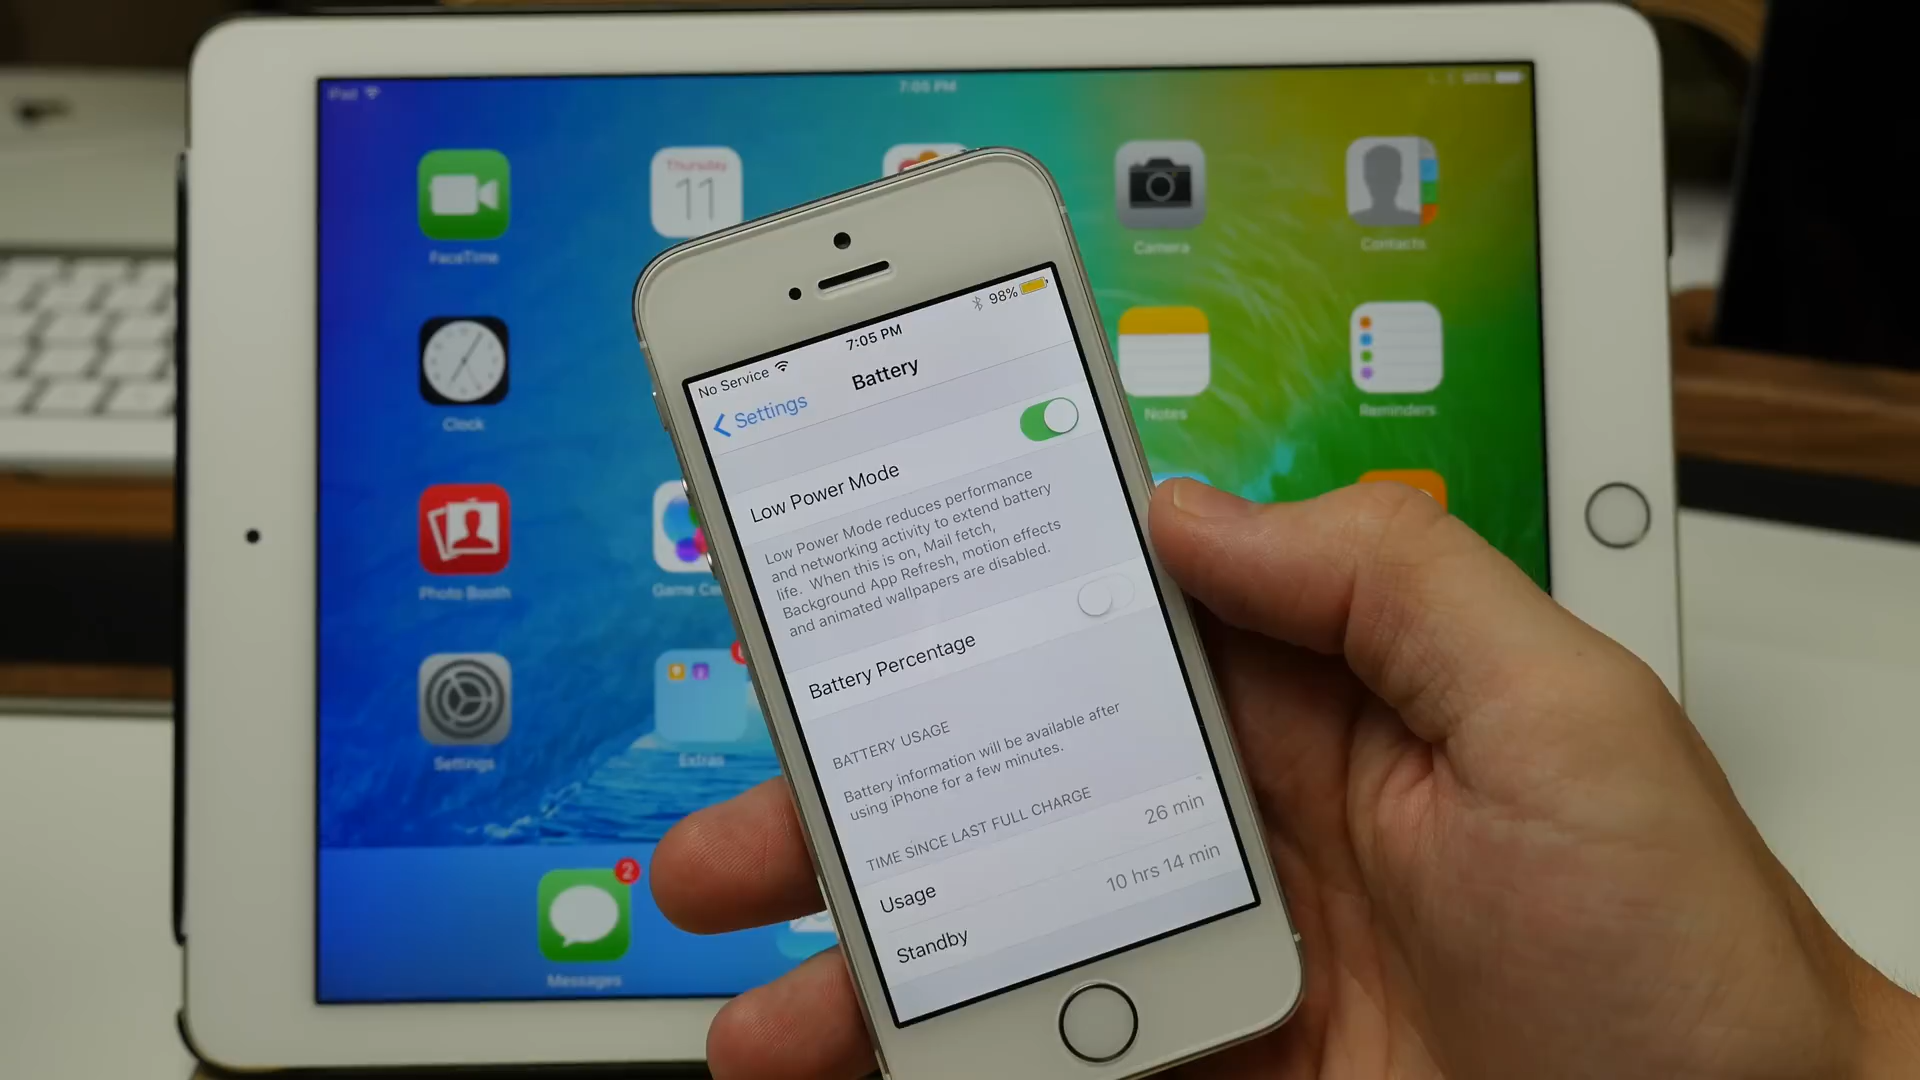 iPad
7:05 PM
FaceTime
Thursday
11
Camera
Contacts
Clock
Notes
Reminders
Photo Booth
Game Ce
Settings
Extras
2
Messages
98%
7:05 PM
No Service
Settings
Battery
Low Power Mode
Low Power Mode reduces performance
and networking activity to extend battery
life. When this is on, Mail fetch,
Background App Refresh, motion effects
and animated wallpapers are disabled.
Battery Percentage
BATTERY USAGE
Battery information will be available after
using iPhone for a few minutes.
TIME SINCE LAST FULL CHARGE
Usage 26 min
Standby 10 hrs 14 min